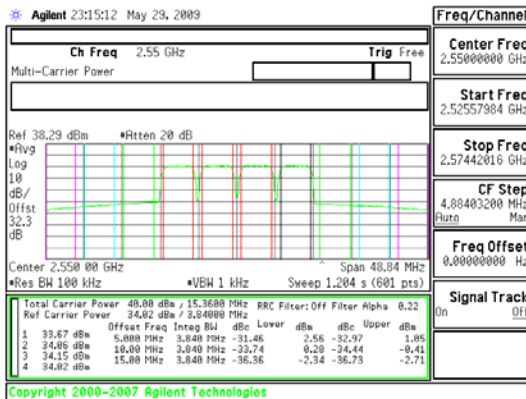 Agilent 23:15:12 May 29, 2009
Freq/Channel
Ch Freq 2.55 GHz Trig Free
Multi-Carrier Power
Center Freq
2.55000000 GHz
Start Freq
2.52557984 GHz
Stop Freq
2.57442016 GHz
CF Step
4.88403200 MHz
Auto Man
Freq Offset
0.00000000 Hz
Signal Track
On Off
Ref 38.29 dBm #Atten 20 dB
#Avg
Log
10
dB/
Offst
32.3
dB
Center 2.550 00 GHz Span 48.84 MHz
#Res BW 100 kHz #VBW 1 kHz Sweep 1.204 s (601 pts)
Total Carrier Power 40.00 dBm / 15.3600 MHz RRC Filter: Off Filter Alpha 0.22
Ref Carrier Power 34.02 dBm / 3.84000 MHz
Lower Upper
Offset Freq Integ BW dBc dBm dBc dBm
1 33.67 dBm 5.000 MHz 3.840 MHz -31.46 2.56 -32.97 1.05
2 34.06 dBm 10.00 MHz 3.840 MHz -33.74 0.28 -34.44 -0.41
3 34.15 dBm 15.00 MHz 3.840 MHz -36.36 -2.34 -36.73 -2.71
4 34.02 dBm
Copyright 2000-2007 Agilent Technologies